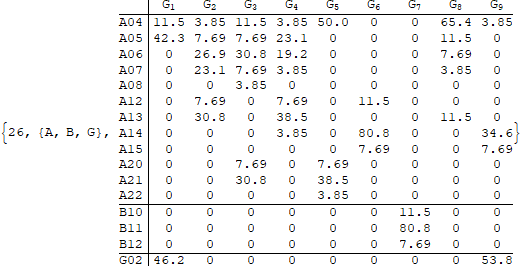 G₁ G₂ G₃ G₄ G₅ G₆ G₇ G₈ G₉
A04 11.5 3.85 11.5 3.85 50.0 0 0 65.4 3.85
A05 42.3 7.69 7.69 23.1 0 0 0 11.5 0
A06 0 26.9 30.8 19.2 0 0 0 7.69 0
A07 0 23.1 7.69 3.85 0 0 0 3.85 0
A08 0 0 3.85 0 0 0 0 0 0
A12 0 7.69 0 7.69 0 11.5 0 0 0
A13 0 30.8 0 38.5 0 0 0 11.5 0
{26, {A, B, G}, A14 0 0 0 3.85 0 80.8 0 0 34.6}
A15 0 0 0 0 0 7.69 0 0 7.69
A20 0 0 7.69 0 7.69 0 0 0 0
A21 0 0 30.8 0 38.5 0 0 0 0
A22 0 0 0 0 3.85 0 0 0 0
B10 0 0 0 0 0 0 11.5 0 0
B11 0 0 0 0 0 0 80.8 0 0
B12 0 0 0 0 0 0 7.69 0 0
G02 46.2 0 0 0 0 0 0 0 53.8